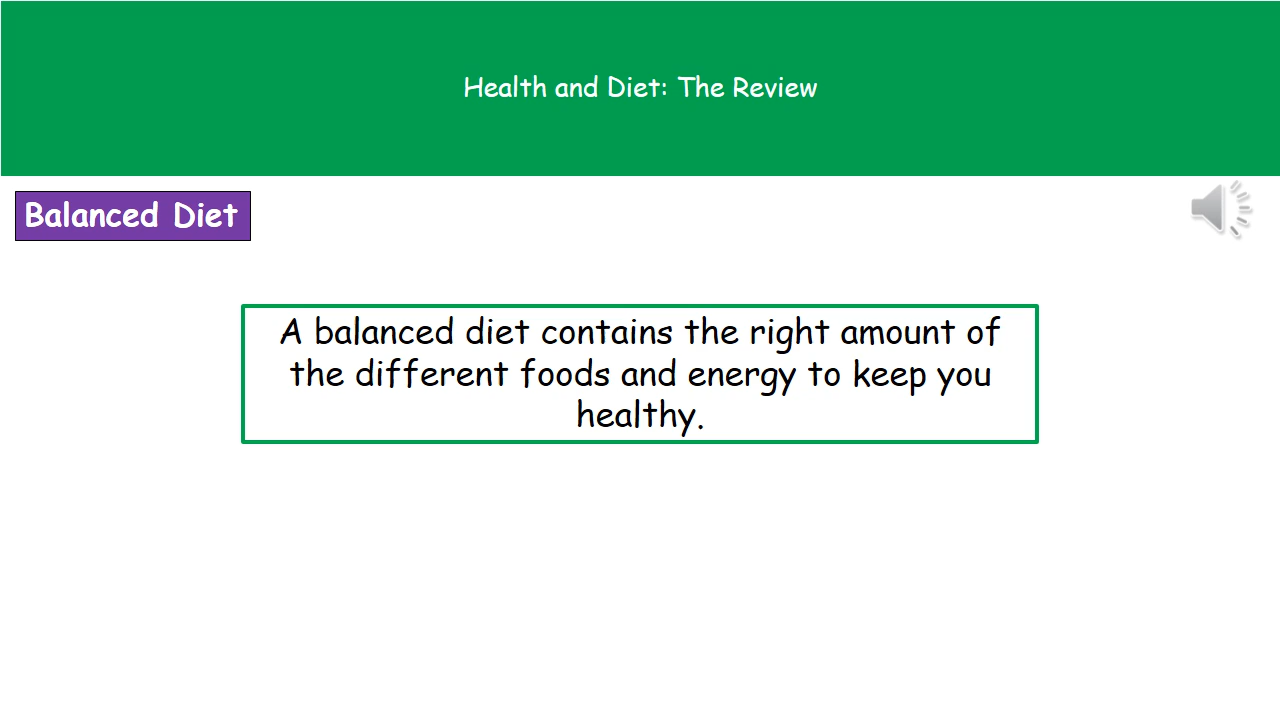 Health and Diet: The Review
Balanced Diet
A balanced diet contains the right amount of
the different foods and energy to keep you
healthy.